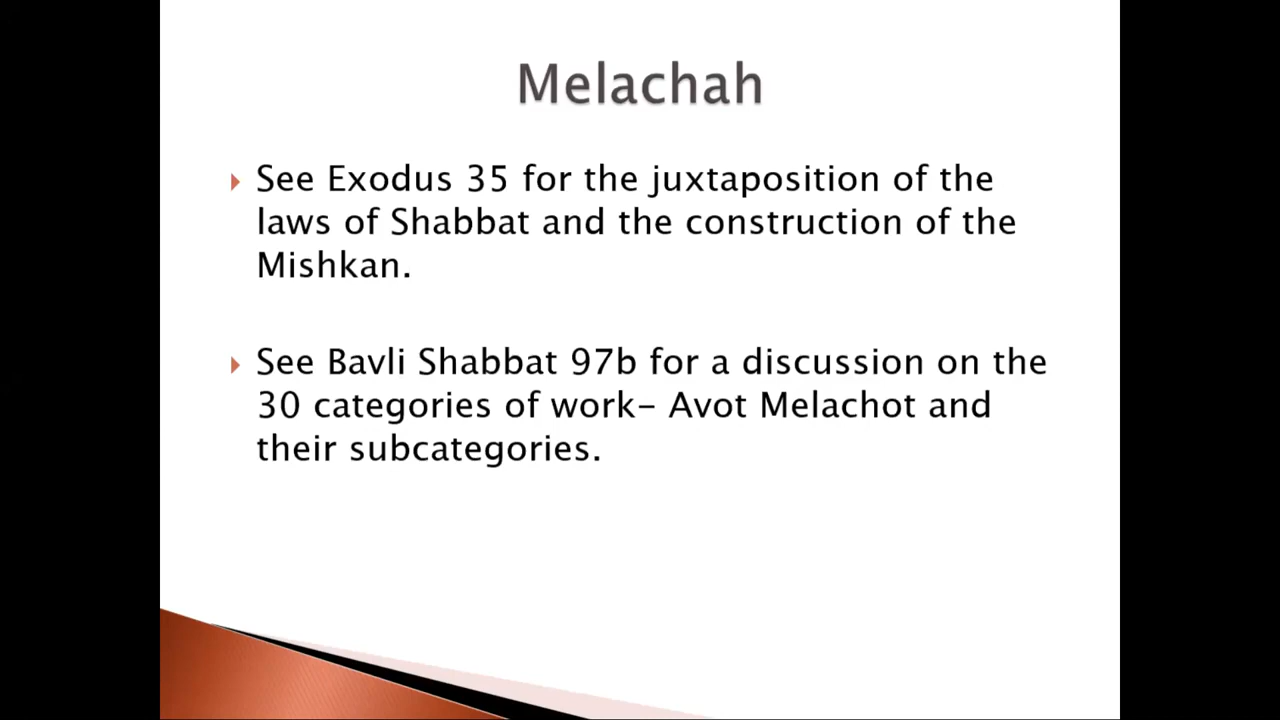 Melachah
See Exodus 35 for the juxtaposition of the
laws of Shabbat and the construction of the
Mishkan.
See Bavli Shabbat 97b for a discussion on the
30 categories of work– Avot Melachot and
their subcategories.